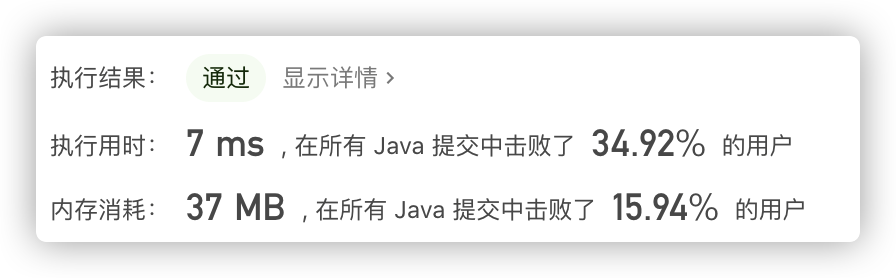 执行结果： 通过 显示详情 >
执行用时： 7 ms , 在所有 Java 提交中击败了 34.92% 的用户
内存消耗： 37 MB , 在所有 Java 提交中击败了 15.94% 的用户